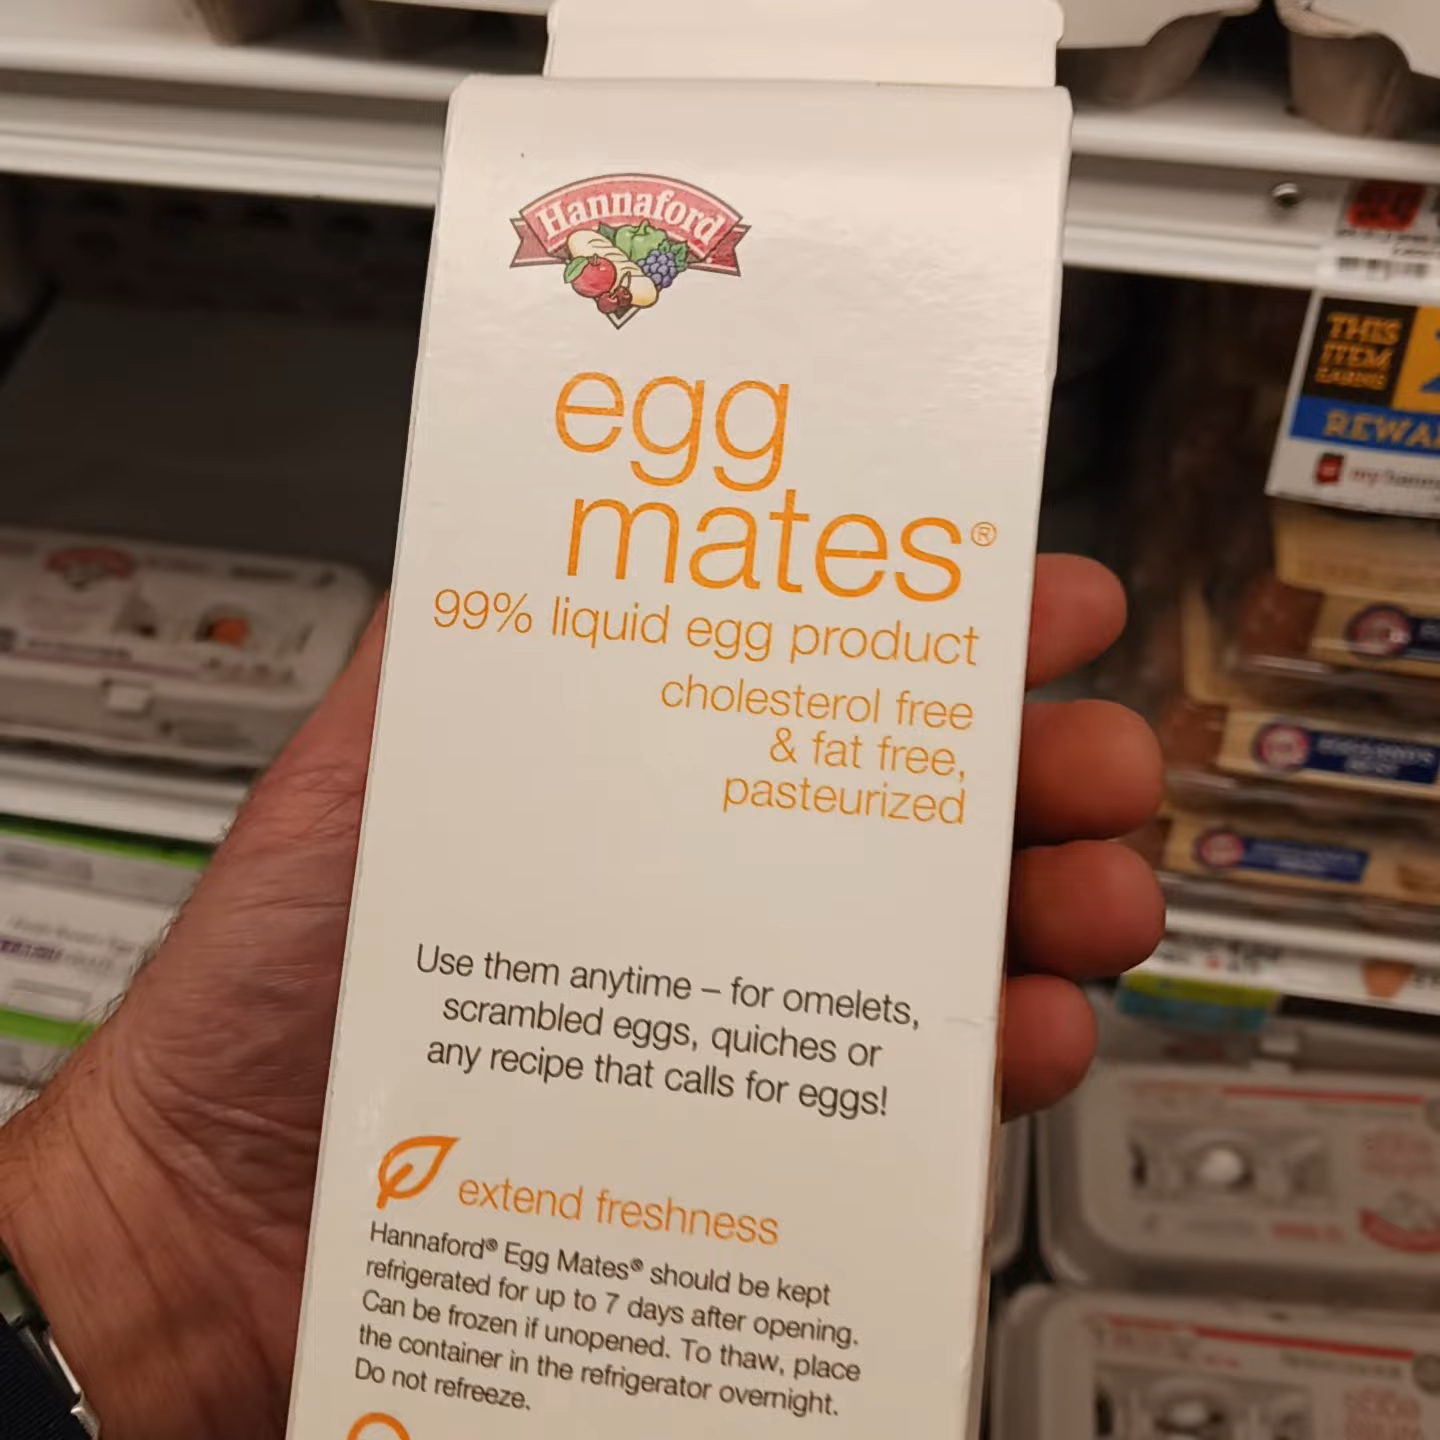 Hannaford
egg
mates®
99% liquid egg product
cholesterol free
& fat free,
pasteurized
Use them anytime – for omelets,
scrambled eggs, quiches or
any recipe that calls for eggs!
extend freshness
Hannaford® Egg Mates® should be kept
refrigerated for up to 7 days after opening.
Can be frozen if unopened. To thaw, place
the container in the refrigerator overnight.
Do not refreeze.
THIS
ITEM
EARNS